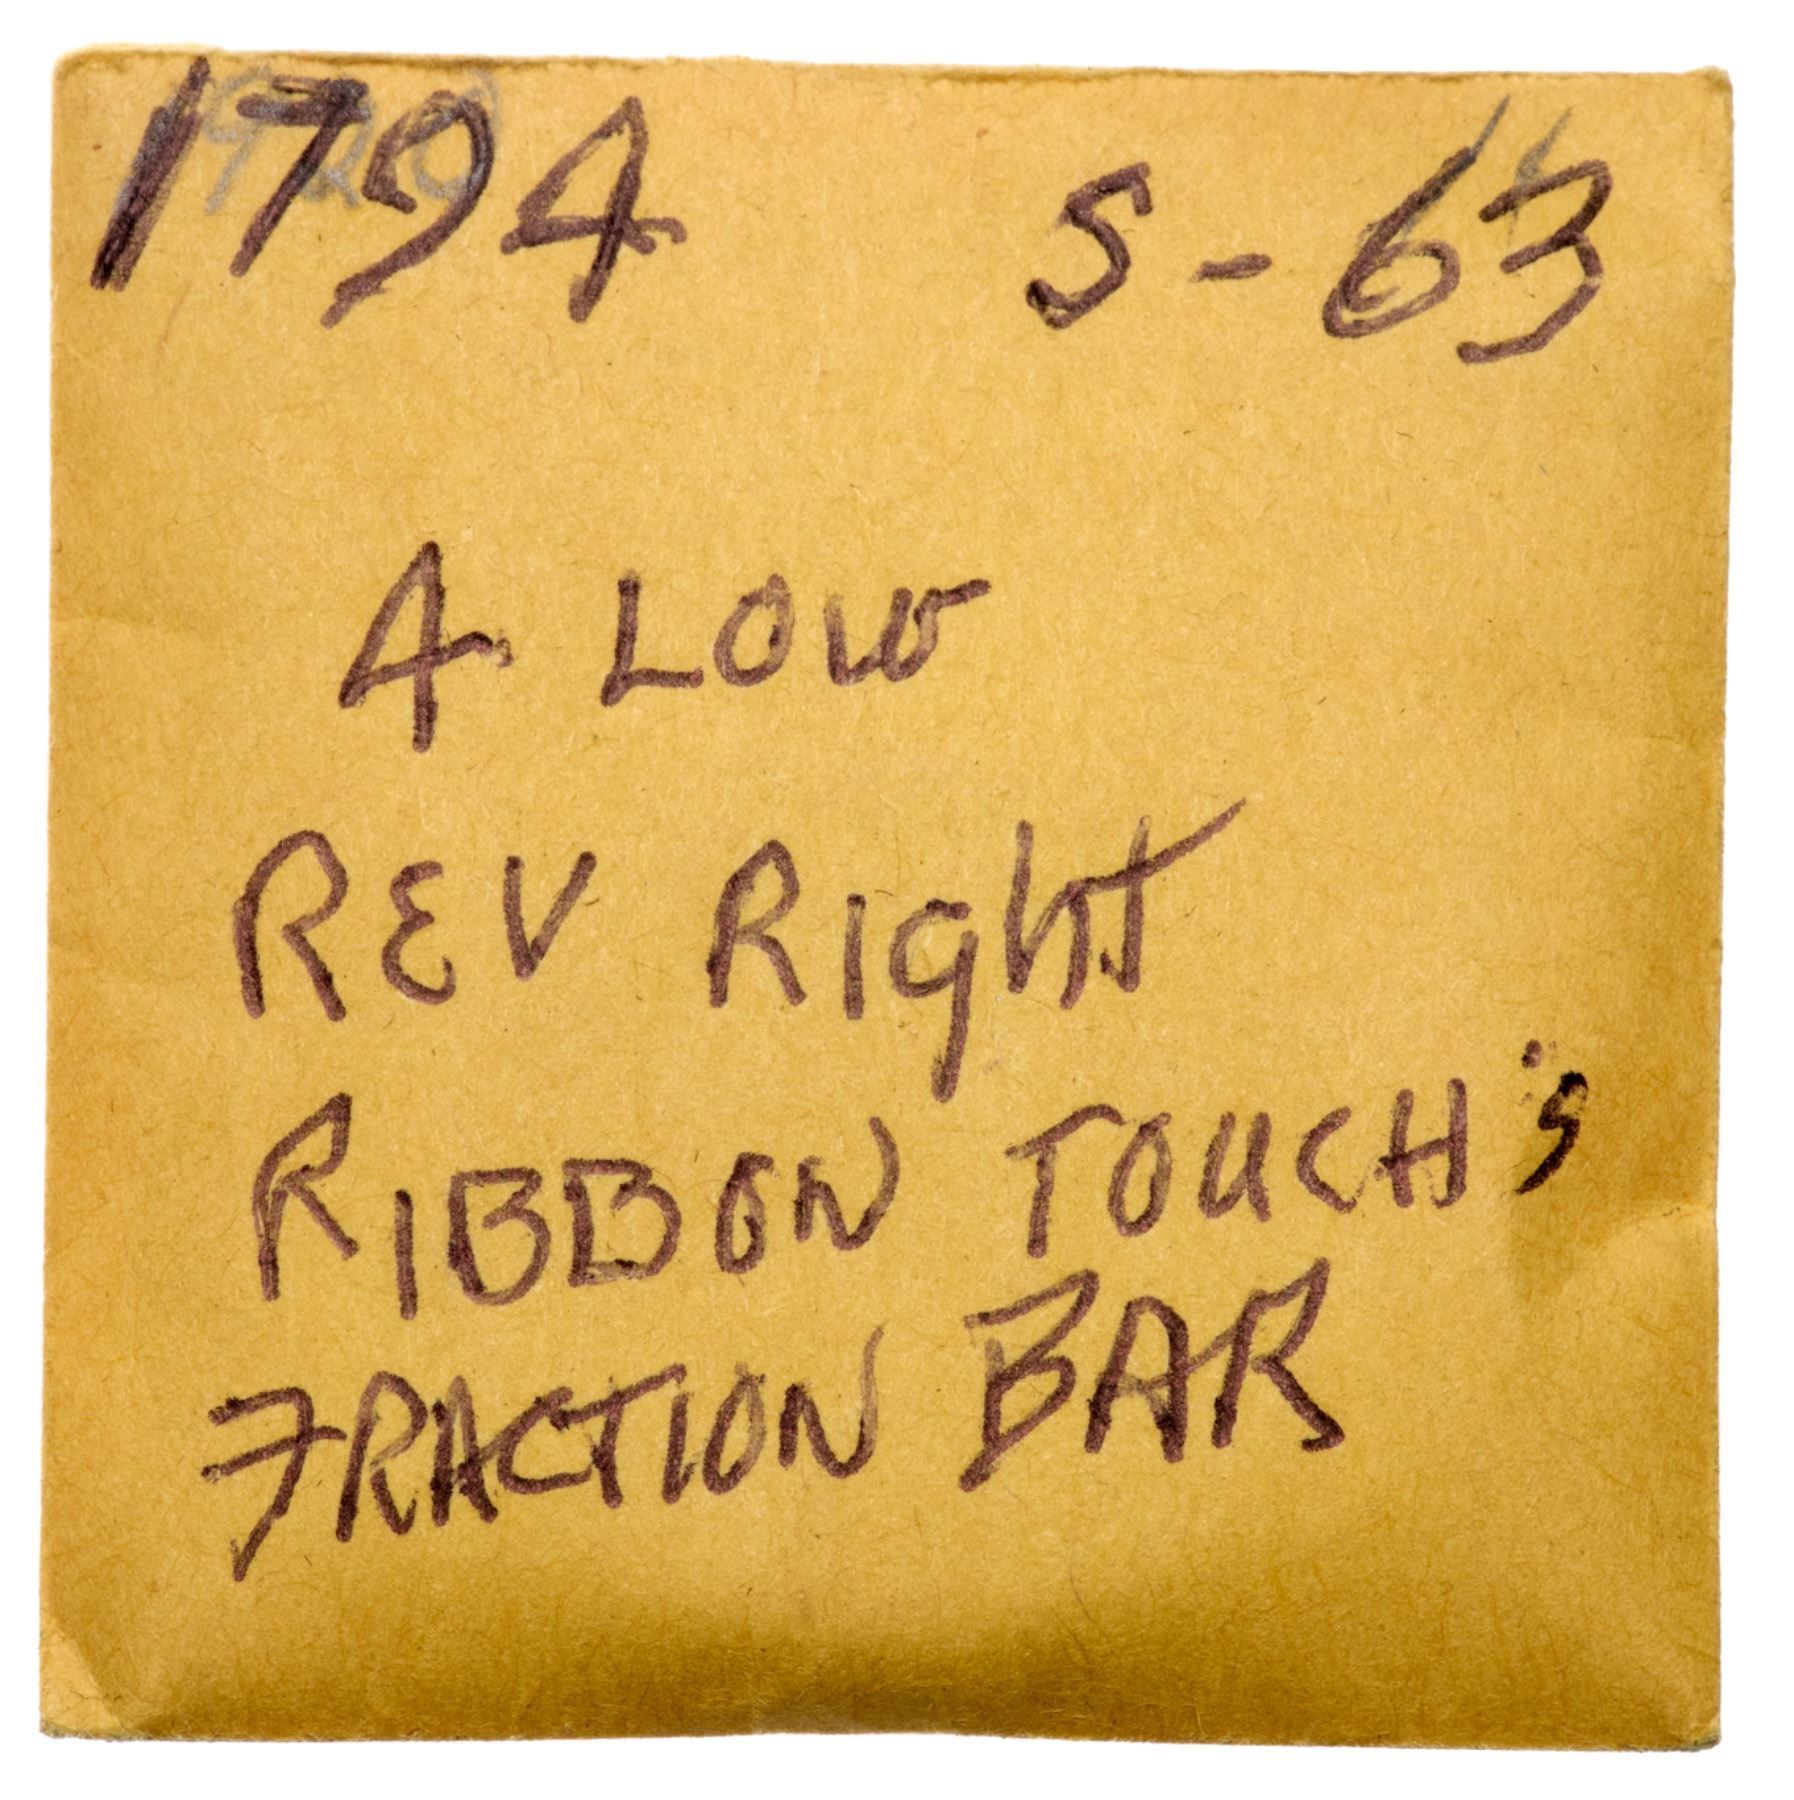 1794 S-63
4 LOW
REV RIghT
RIBBON TOUCH's
FRACTION BAR